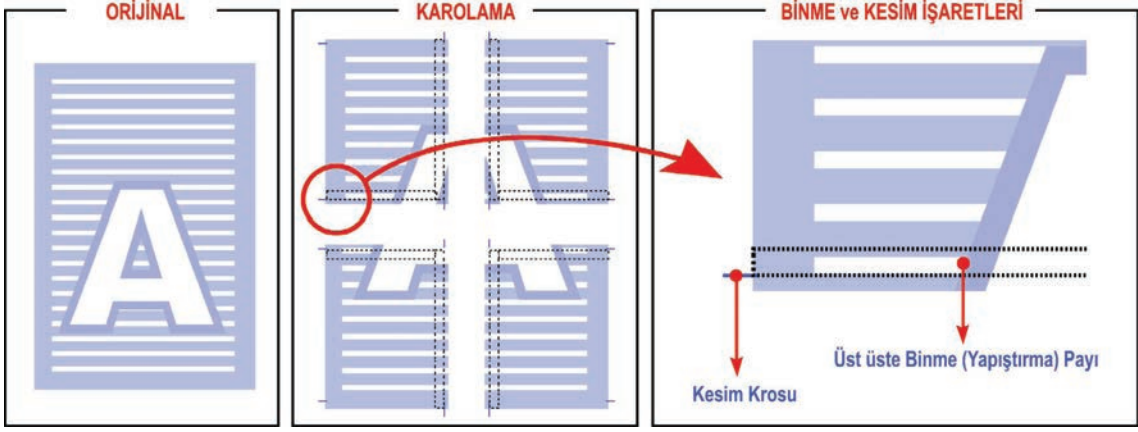 ORİJİNAL
KAROLAMA
BİNME ve KESİM İŞARETLERİ
A
Üst üste Binme (Yapıştırma) Payı
Kesim Krosu